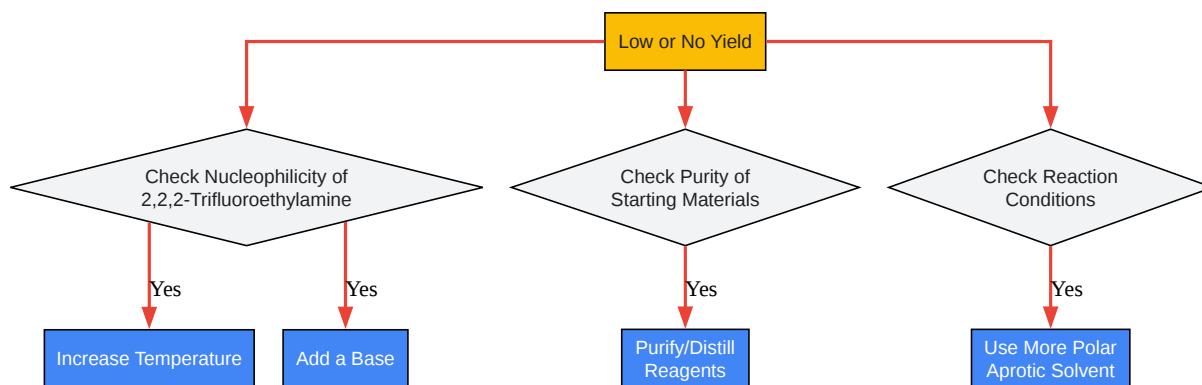 Low or No Yield
Check Nucleophilicity of
2,2,2-Trifluoroethylamine
Check Purity of
Starting Materials
Check Reaction
Conditions
Yes
Yes
Yes
Yes
Increase Temperature
Add a Base
Purify/Distill
Reagents
Use More Polar
Aprotic Solvent